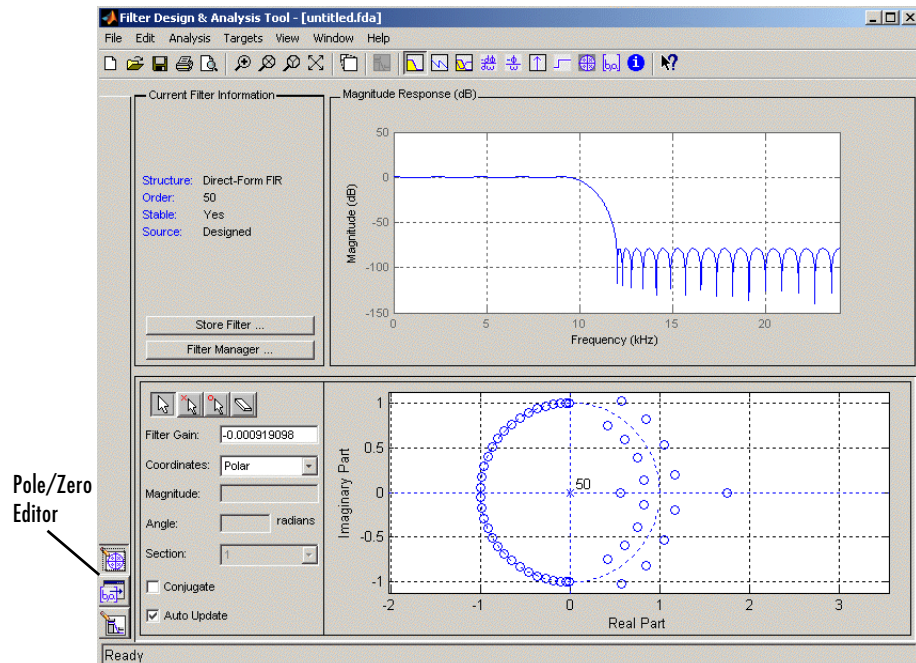 Filter Design & Analysis Tool - [untitled.fda]
File Edit Analysis Targets View Window Help
Current Filter Information
Structure: Direct-Form FIR
Order: 50
Stable: Yes
Source: Designed
Store Filter ...
Filter Manager ...
Magnitude Response (dB)
50
0
-50
-100
-150
Magnitude (dB)
0 5 10 15 20
Frequency (kHz)
Filter Gain: -0.000919098
Coordinates: Polar
Magnitude:
Angle: radians
Section: 1
Conjugate
Auto Update
1
0.5
0
-0.5
-1
Imaginary Part
50
-2 -1 0 1 2 3
Real Part
Pole/Zero
Editor
Ready